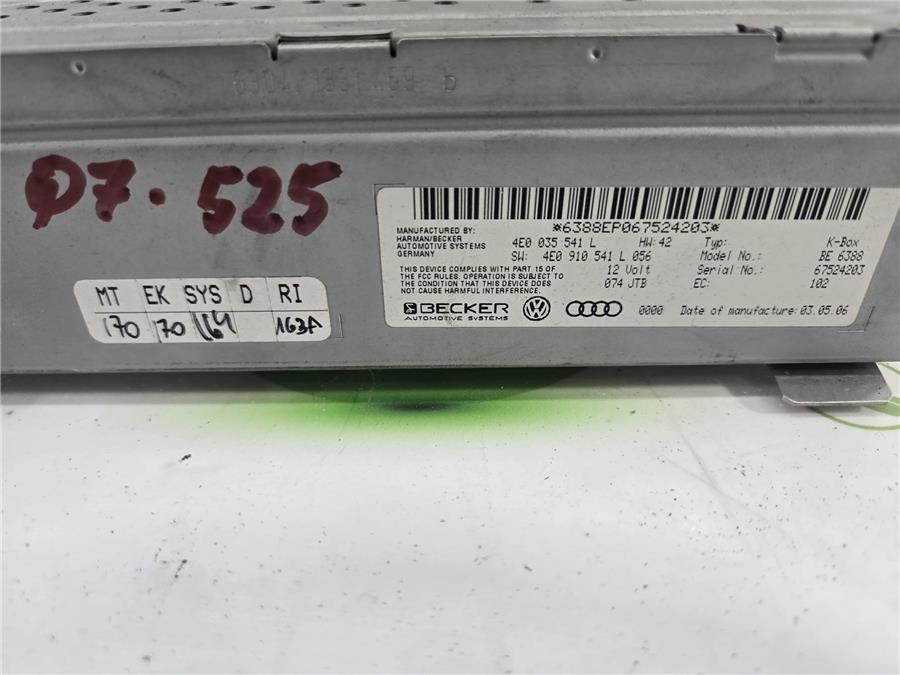 07. 525
*6388EP067524203*
MANUFACTURED BY:
HARMAN/BECKER
AUTOMOTIVE SYSTEMS
GERMANY
4E0 035 541 L HW: 42 Typ: K-Box
SW: 4E0 910 541 L 056 Model No.: BE 6388
12 Volt Serial No.: 67524203
074 JTB EC: 102
THIS DEVICE COMPLIES WITH PART 15 OF
THE FCC RULES. OPERATION IS SUBJECT TO
THE CONDITION THAT THIS DEVICE DOES
NOT CAUSE HARMFUL INTERFERENCE.
BECKER
AUTOMOTIVE SYSTEMS
0000 Date of manufacture: 03.05.06
MT EK SYS D RI
170 70 164 163A